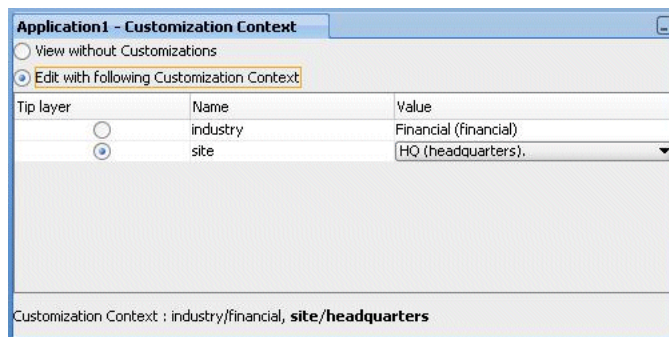 Application1 - Customization Context
View without Customizations
Edit with following Customization Context
Tip layer Name Value
industry Financial (financial)
site HQ (headquarters).
Customization Context : industry/financial, site/headquarters